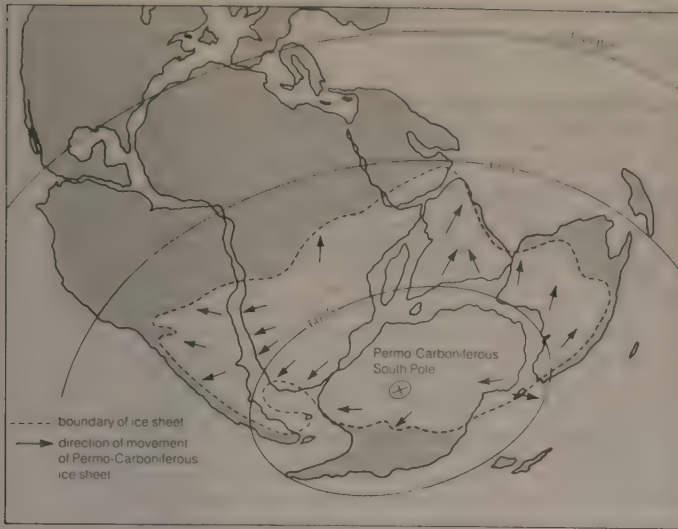 Permo-Carboniferous
South Pole
boundary of ice sheet
direction of movement
of Permo-Carboniferous
ice sheet